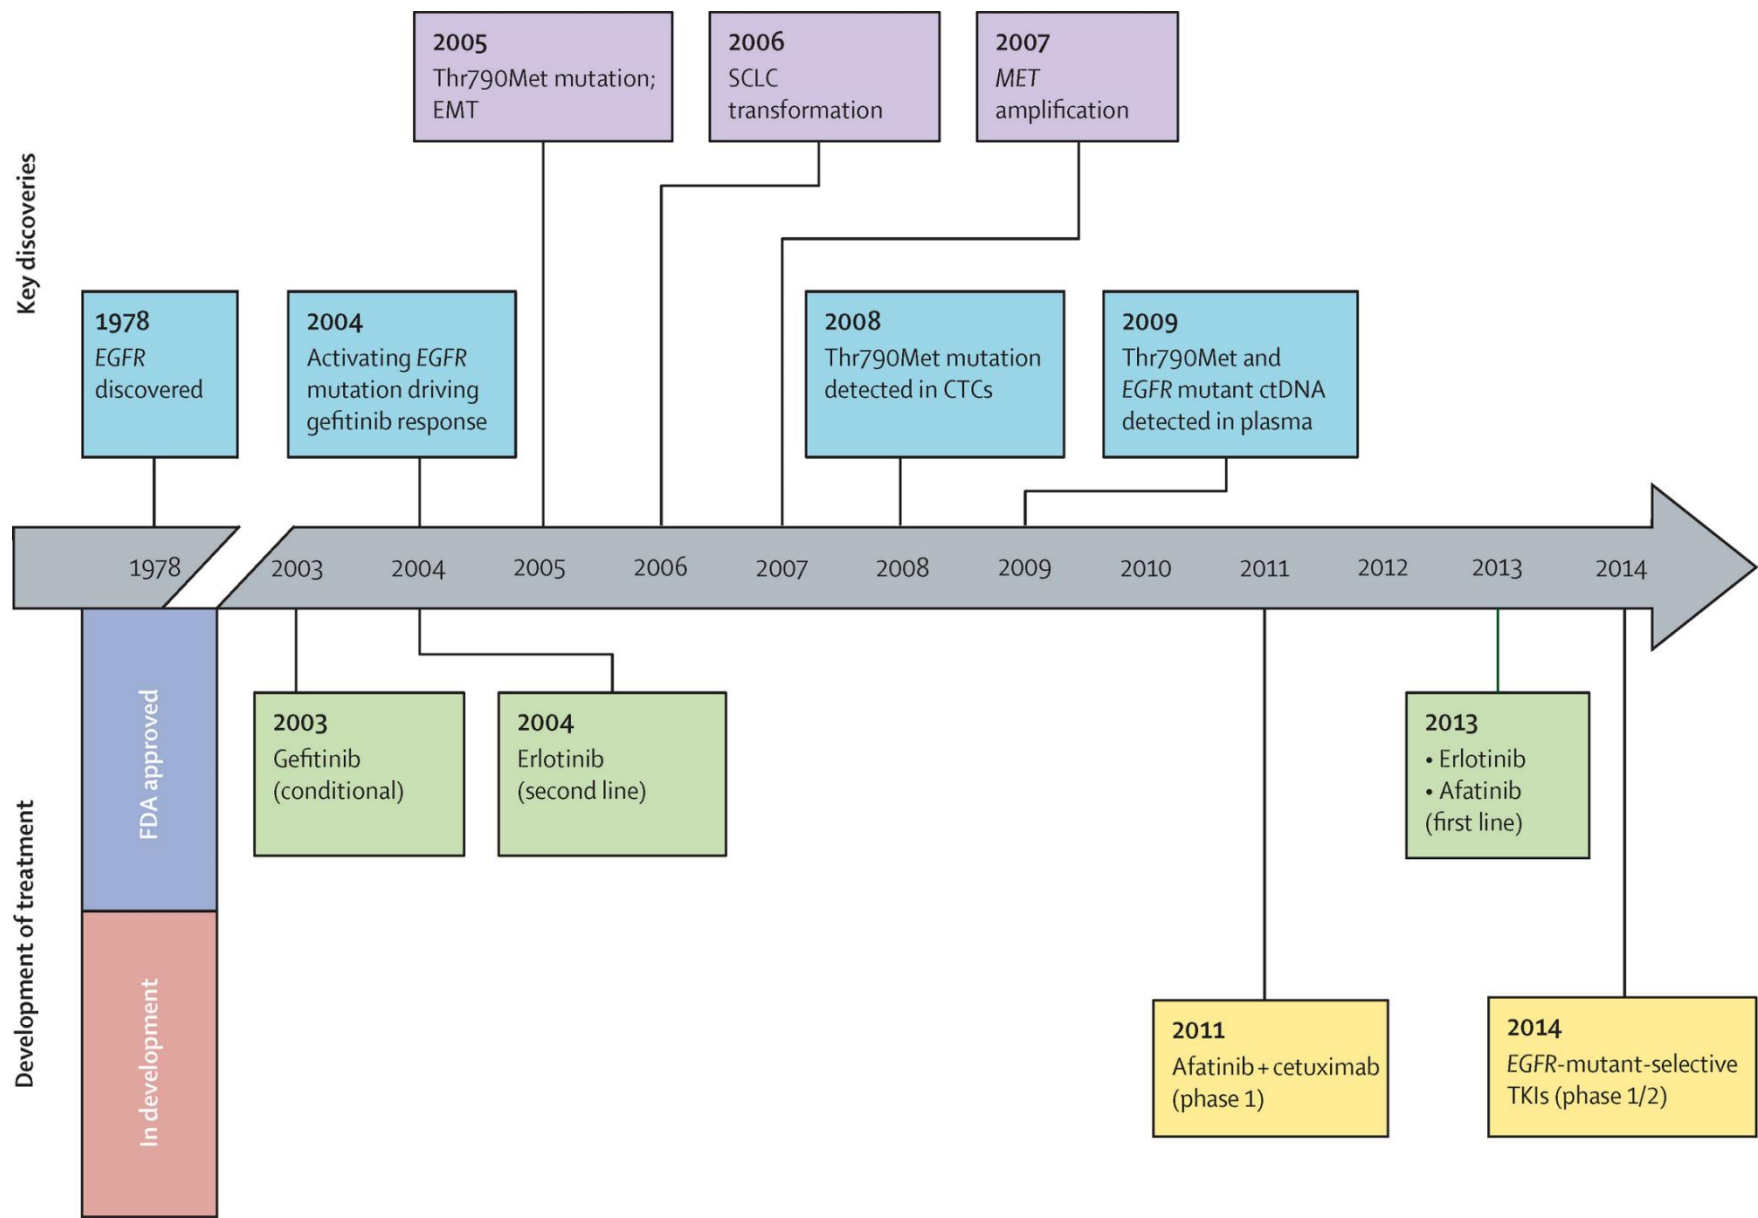 Key discoveries
2005
Thr790Met mutation;
EMT
2006
SCLC
transformation
2007
MET
amplification
1978
EGFR
discovered
2004
Activating EGFR
mutation driving
gefitinib response
2008
Thr790Met mutation
detected in CTCs
2009
Thr790Met and
EGFR mutant ctDNA
detected in plasma
1978 2003 2004 2005 2006 2007 2008 2009 2010 2011 2012 2013 2014
Development of treatment
FDA approved
2003
Gefitinib
(conditional)
2004
Erlotinib
(second line)
2013
• Erlotinib
• Afatinib
(first line)
In development
2011
Afatinib + cetuximab
(phase 1)
2014
EGFR-mutant-selective
TKIs (phase 1/2)